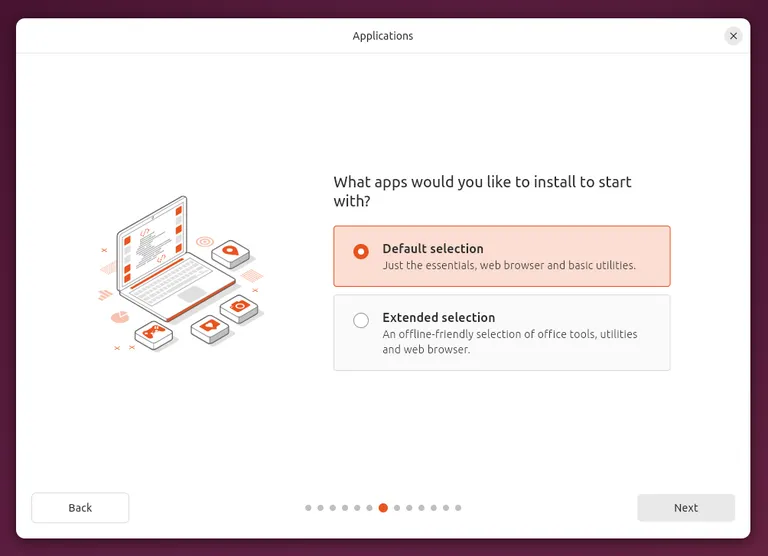 Applications
What apps would you like to install to start
with?
Default selection
Just the essentials, web browser and basic utilities.
Extended selection
An offline-friendly selection of office tools, utilities
and web browser.
Back
Next